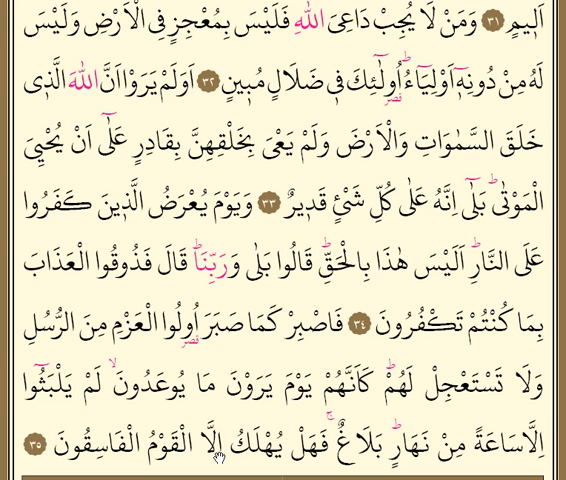 اَل۪يمٍ ٣١ وَمَنْ لَا يُجِبْ دَاعِيَ اللّٰهِ فَلَيْسَ بِمُعْجِزٍ فِي الْاَرْضِ وَلَيْسَ
لَهُ مِنْ دُونِه۪ٓ اَوْلِيَٓاءُۜ اُو۬لٰٓئِكَ ف۪ي ضَلَالٍ مُب۪ينٍ ٣٢ اَوَلَمْ يَرَوْا اَنَّ اللّٰهَ الَّذ۪ي
خَلَقَ السَّمٰوَاتِ وَالْاَرْضَ وَلَمْ يَعْيَ بِخَلْقِهِنَّ بِقَادِرٍ عَلٰٓى اَنْ يُحْيِيَ
الْمَوْتٰىۜ بَلٰٓى اِنَّهُ عَلٰى كُلِّ شَيْءٍ قَد۪يرٌ ٣٣ وَيَوْمَ يُعْرَضُ الَّذ۪ينَ كَفَرُوا
عَلَى النَّارِۜ اَلَيْسَ هٰذَا بِالْحَقِّۜ قَالُوا بَلٰى وَرَبِّنَاۜ قَالَ فَذُوقُوا الْعَذَابَ
بِمَا كُنْتُمْ تَكْفُرُونَ ٣٤ فَاصْبِرْ كَمَا صَبَرَ اُو۬لُوا الْعَزْمِ مِنَ الرُّسُلِ
وَلَا تَسْتَعْجِلْ لَهُمْۜ كَاَنَّهُمْ يَوْمَ يَرَوْنَ مَا يُوعَدُونَۙ لَمْ يَلْبَثُٓوا
اِلَّا سَاعَةً مِنْ نَهَارٍۜ بَلَاغٌۚ فَهَلْ يُهْلَكُ اِلَّا الْقَوْمُ الْفَاسِقُونَ ٣٥